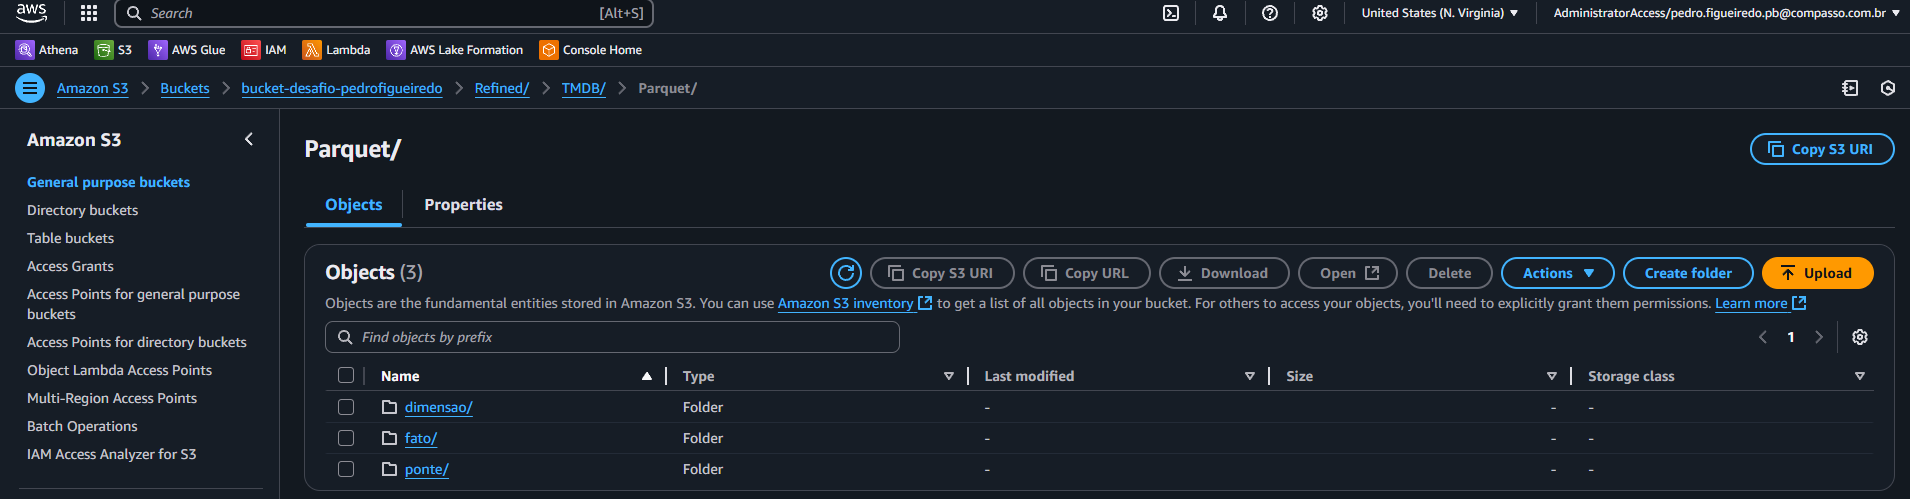 aws Search [Alt+S] United States (N. Virginia) AdministratorAccess/pedro.figueiredo.pb@compasso.com.br
Athena S3 AWS Glue IAM Lambda AWS Lake Formation Console Home
Amazon S3 Buckets bucket-desafio-pedrofigueiredo Refined/ TMDB/ Parquet/
Amazon S3
General purpose buckets
Directory buckets
Table buckets
Access Grants
Access Points for general purpose
buckets
Access Points for directory buckets
Object Lambda Access Points
Multi-Region Access Points
Batch Operations
IAM Access Analyzer for S3
Parquet/ Copy S3 URI
Objects Properties
Objects (3) Copy S3 URI Copy URL Download Open Delete Actions Create folder Upload
Objects are the fundamental entities stored in Amazon S3. You can use Amazon S3 inventory to get a list of all objects in your bucket. For others to access your objects, you'll need to explicitly grant them permissions. Learn more
Find objects by prefix 1
Name Type Last modified Size Storage class
dimensao/ Folder - - -
fato/ Folder - - -
ponte/ Folder - - -